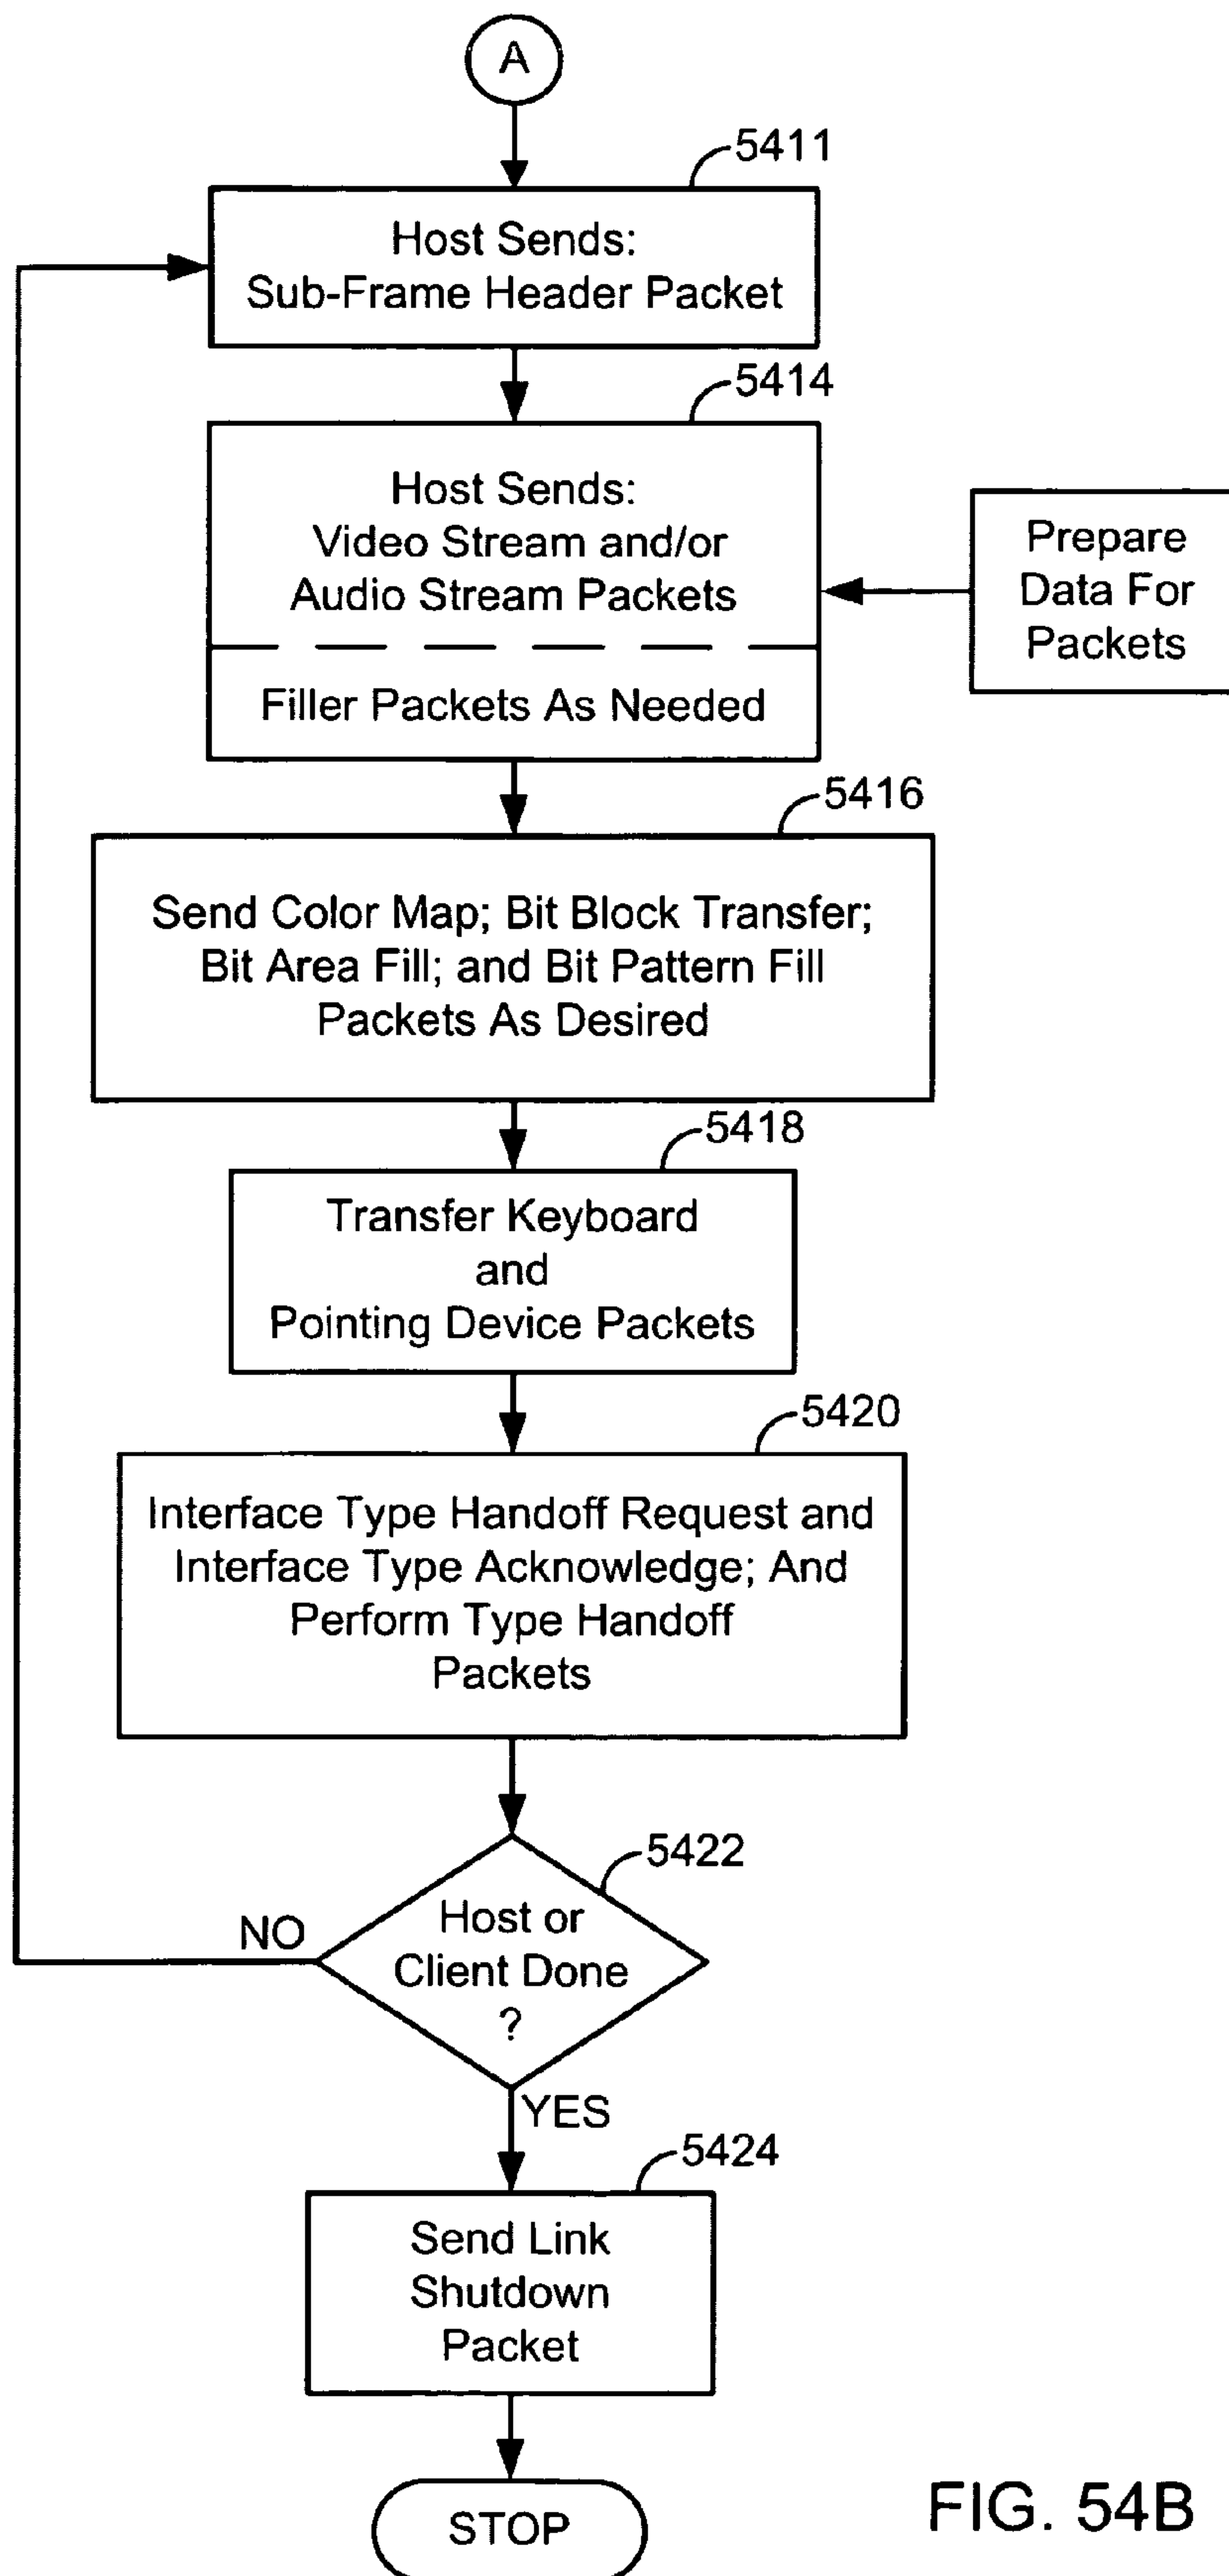 A
5411
Host Sends:
Sub-Frame Header Packet
5414
Host Sends:
Video Stream and/or
Audio Stream Packets
Filler Packets As Needed
Prepare
Data For
Packets
5416
Send Color Map; Bit Block Transfer;
Bit Area Fill; and Bit Pattern Fill
Packets As Desired
5418
Transfer Keyboard
and
Pointing Device Packets
5420
Interface Type Handoff Request and
Interface Type Acknowledge; And
Perform Type Handoff
Packets
5422
Host or
Client Done
?
NO
YES
5424
Send Link
Shutdown
Packet
STOP
FIG. 54B